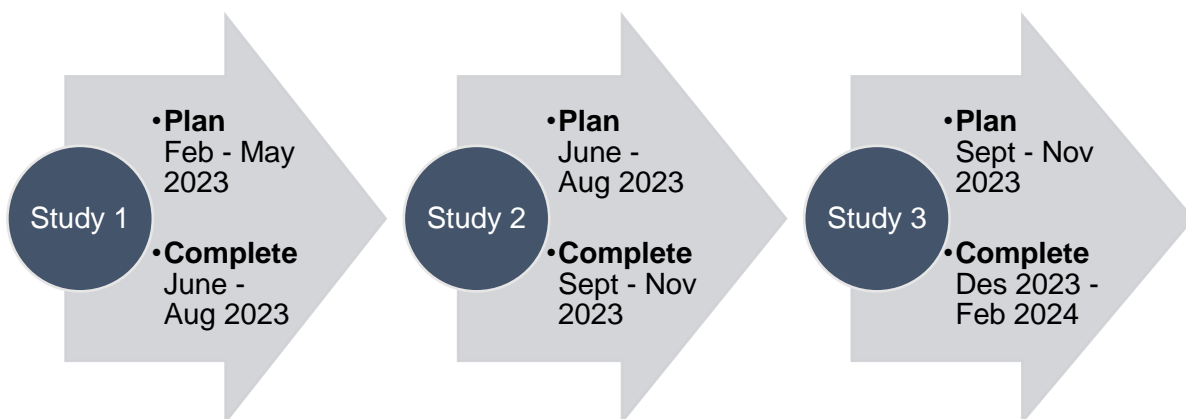 Study 1
•Plan
Feb - May
2023
•Complete
June -
Aug 2023
Study 2
•Plan
June -
Aug 2023
•Complete
Sept - Nov
2023
Study 3
•Plan
Sept - Nov
2023
•Complete
Des 2023 -
Feb 2024